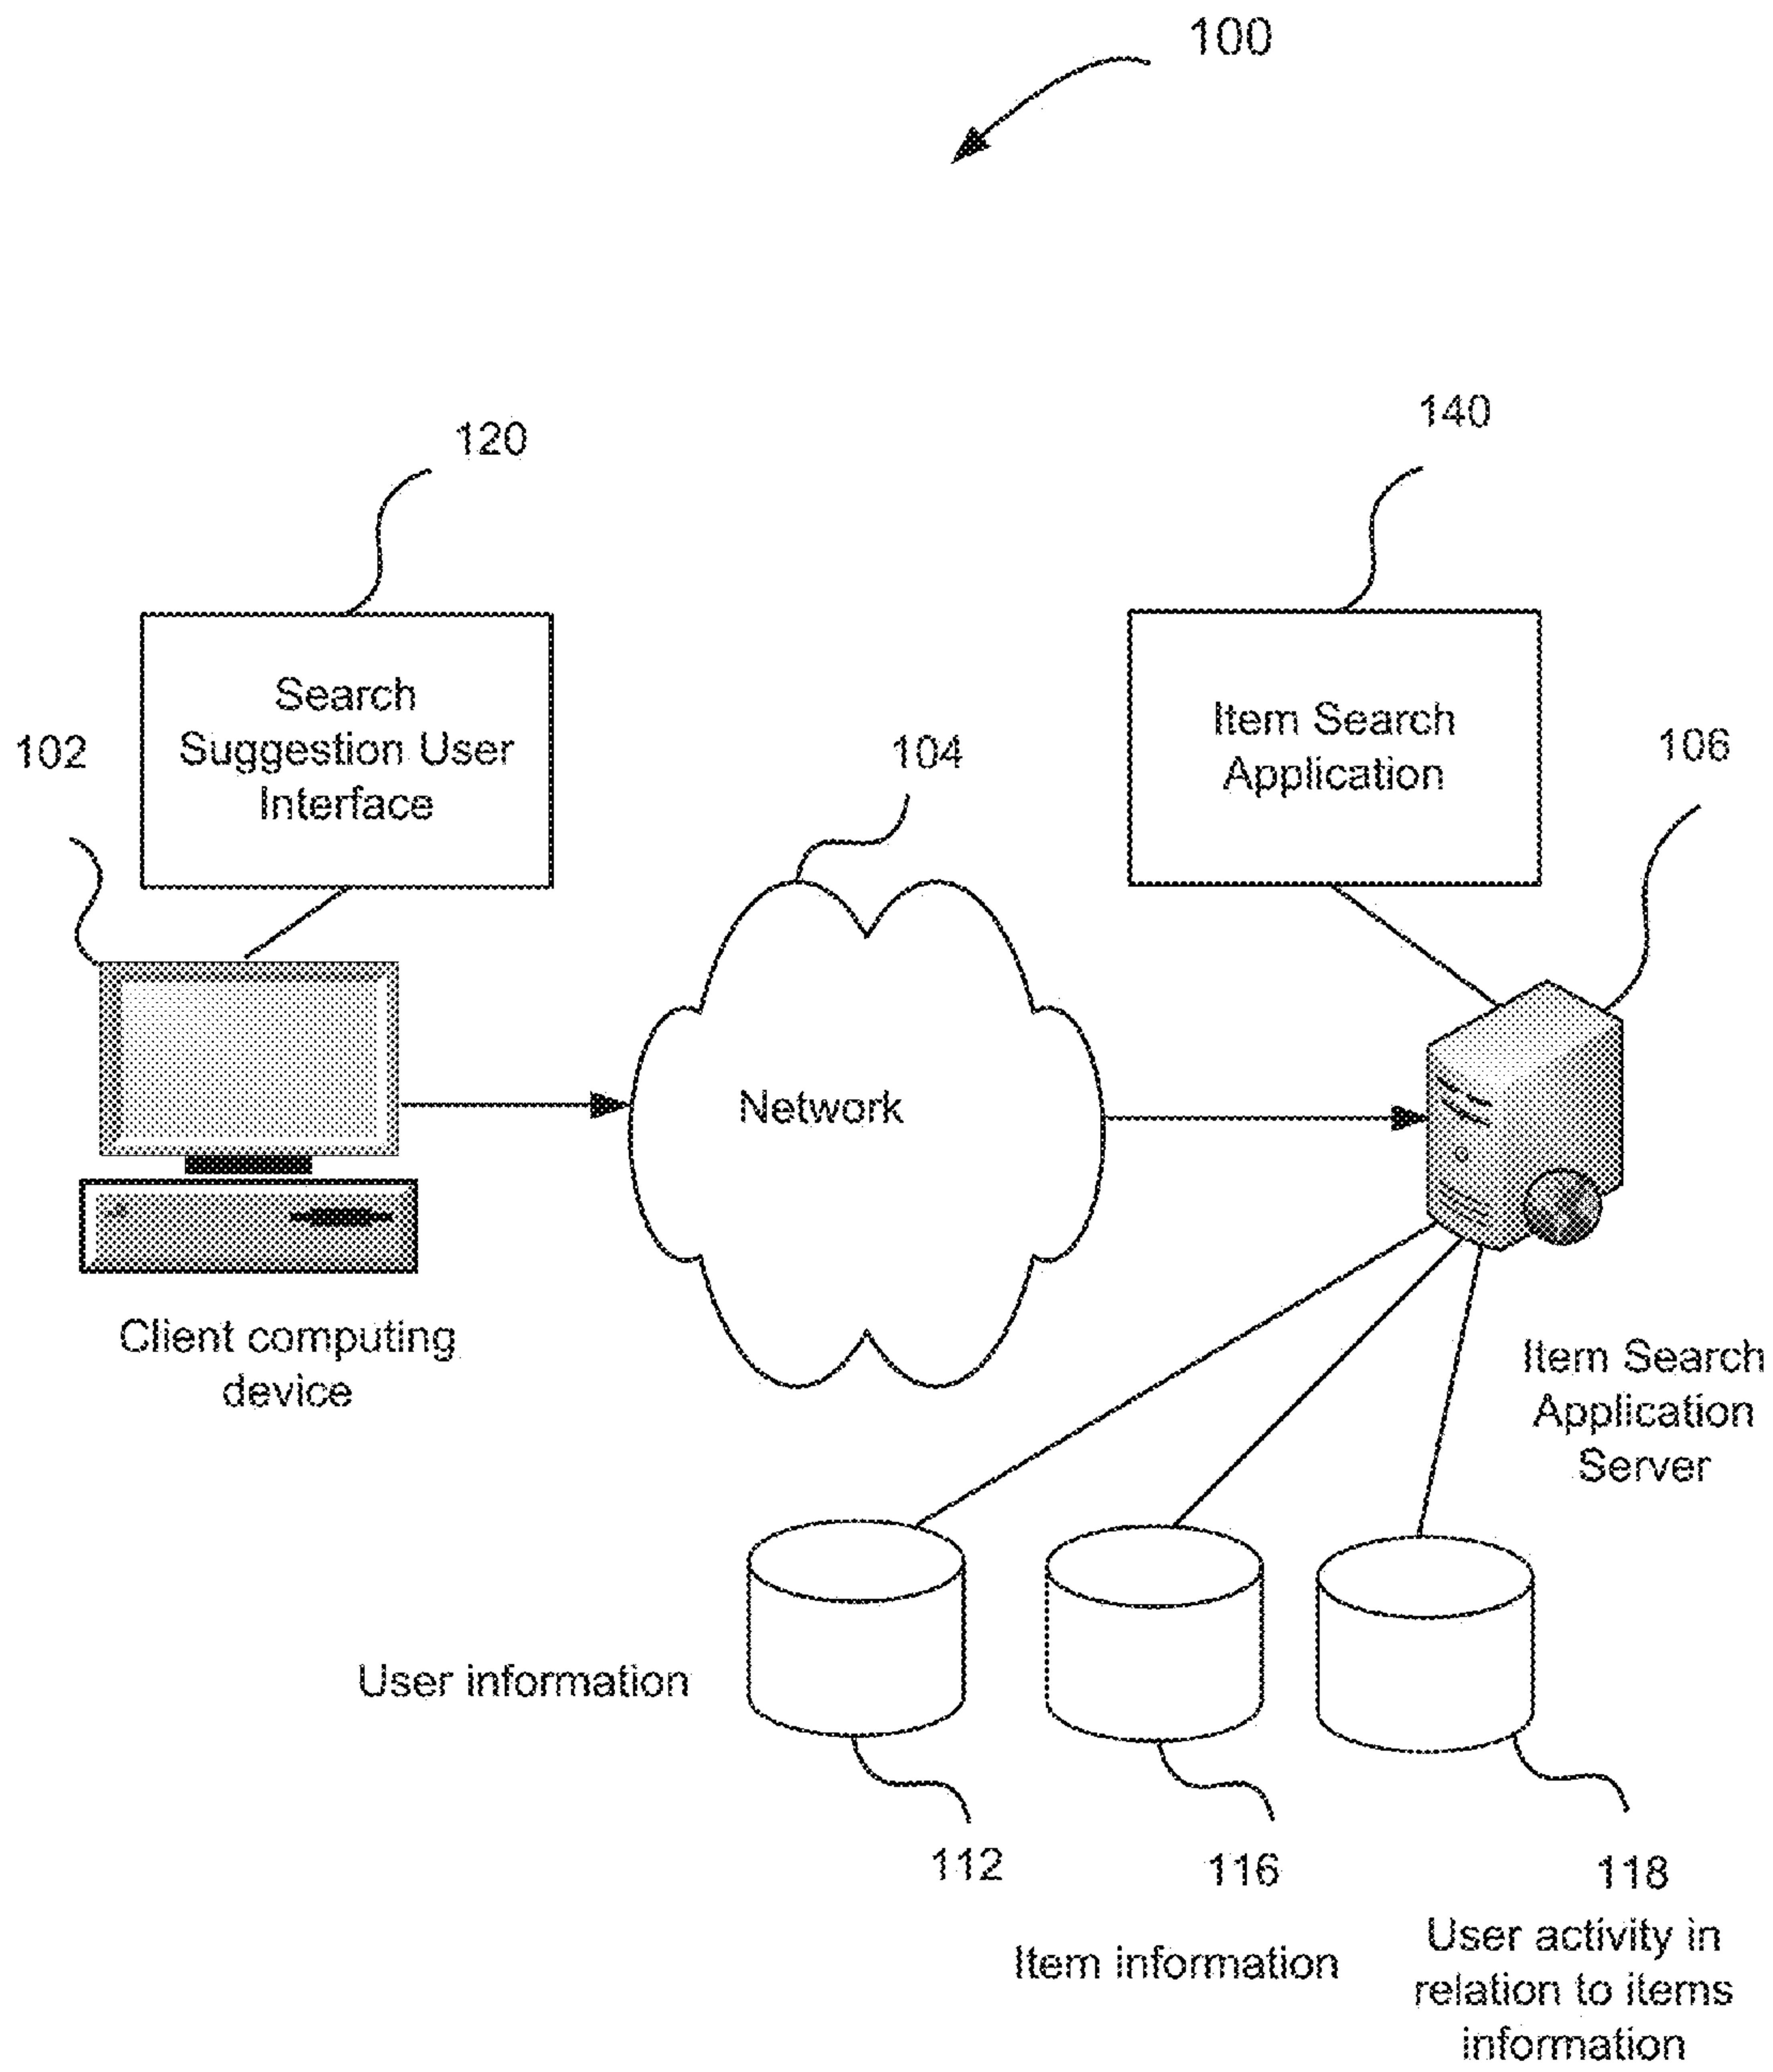 100
120
140
Search
Suggestion User
Interface
Item Search
Application
102
104
106
Network
Client computing
device
Item Search
Application
Server
User information
112
116
118
Item information
User activity in
relation to items
information